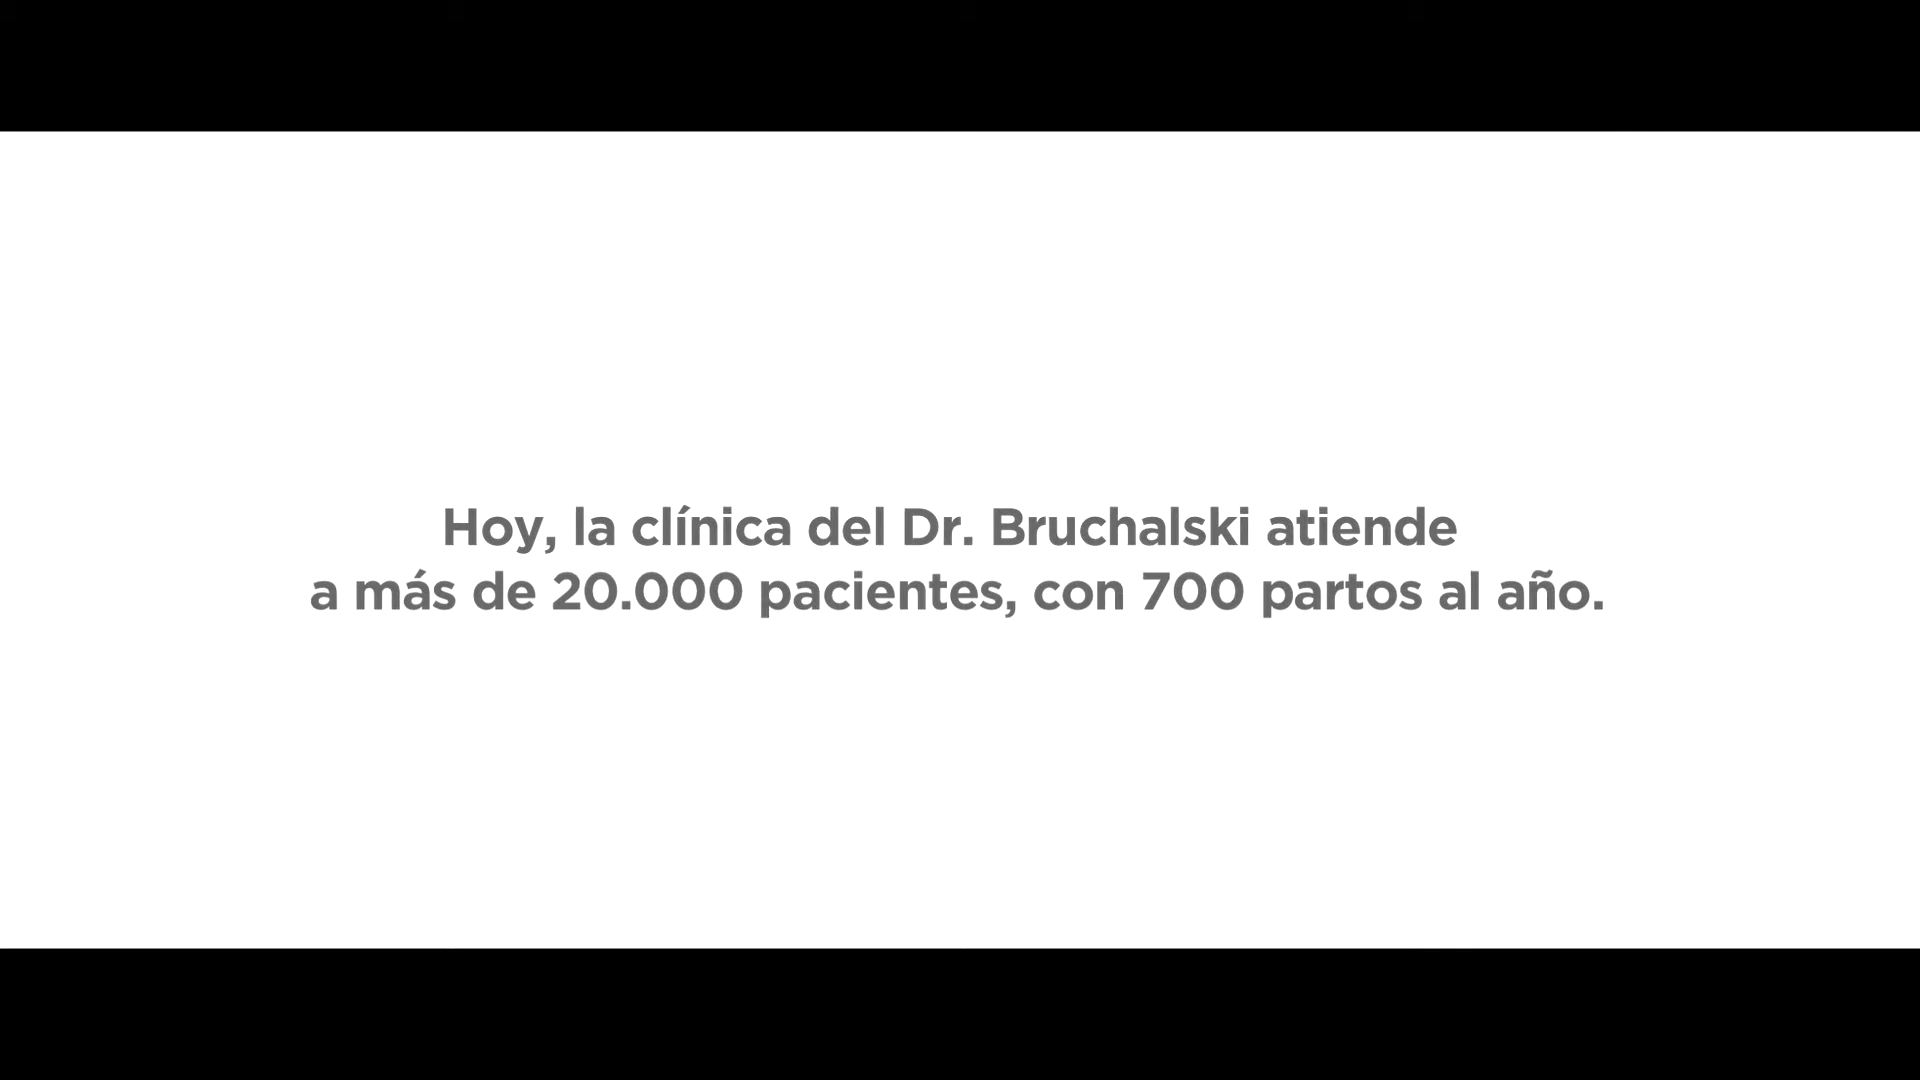 Hoy, la clínica del Dr. Bruchalski atiende
a más de 20.000 pacientes, con 700 partos al año.